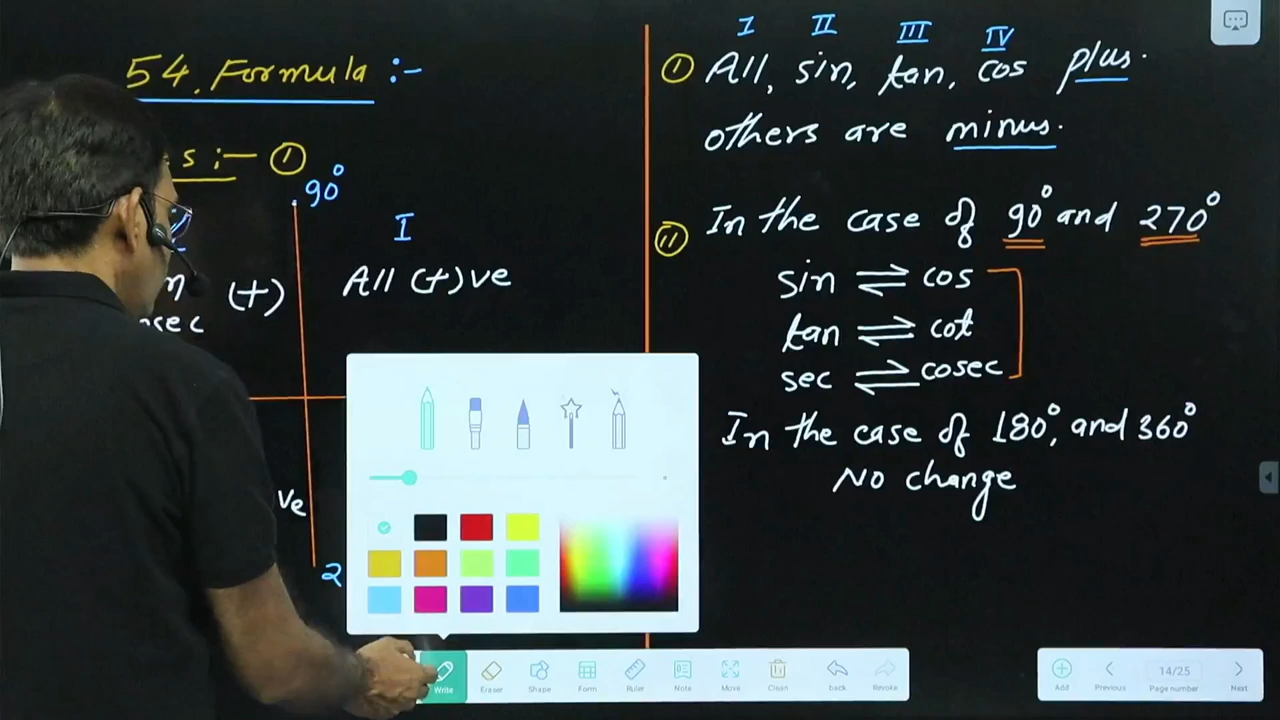 54. Formula :-
s :- (1)
90°
I
All (+)ve
(+)
sec
ve
2
I II III IV
(1) All, sin, tan, cos plus.
others are minus.
(11) In the case of 90° and 270°
sin ⇌ cos
tan ⇌ cot
sec ⇌ cosec
In the case of 180°, and 360°
No change
Write Eraser Shape Form Ruler Note Move Clean back Revoke
Add Previous 14/25 Page number Next